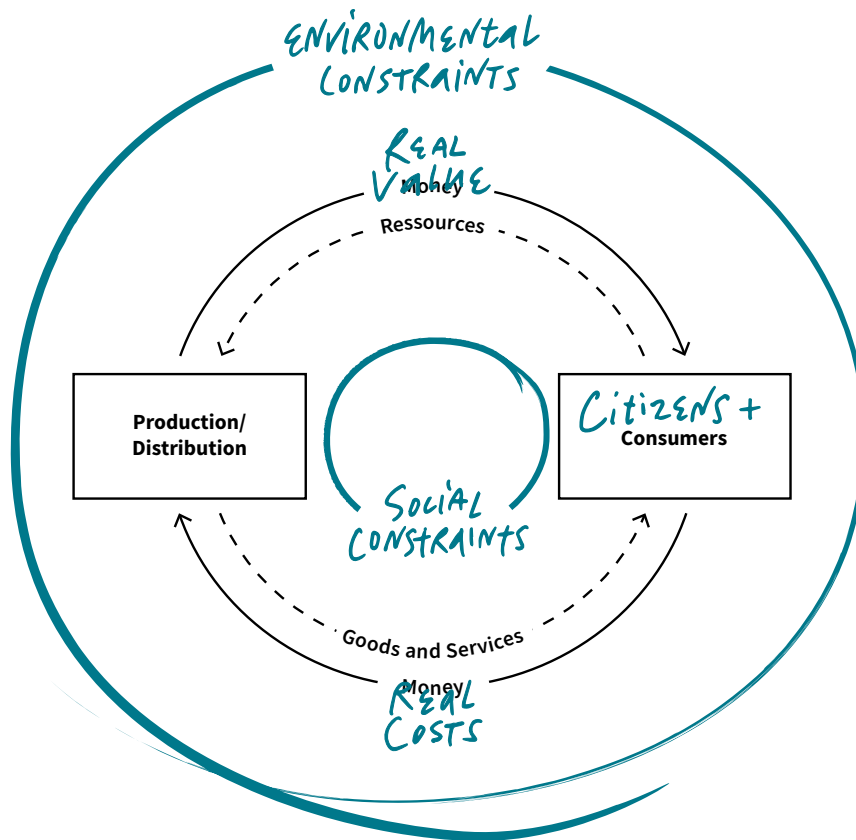 ENVIRONMENtal
CONSTRaiNTS
REAL
VALUE
Money
Ressources
Production/
Distribution
Citizens +
Consumers
Social
CONSTRAINTS
Goods and Services
Money
REaL
COSTS